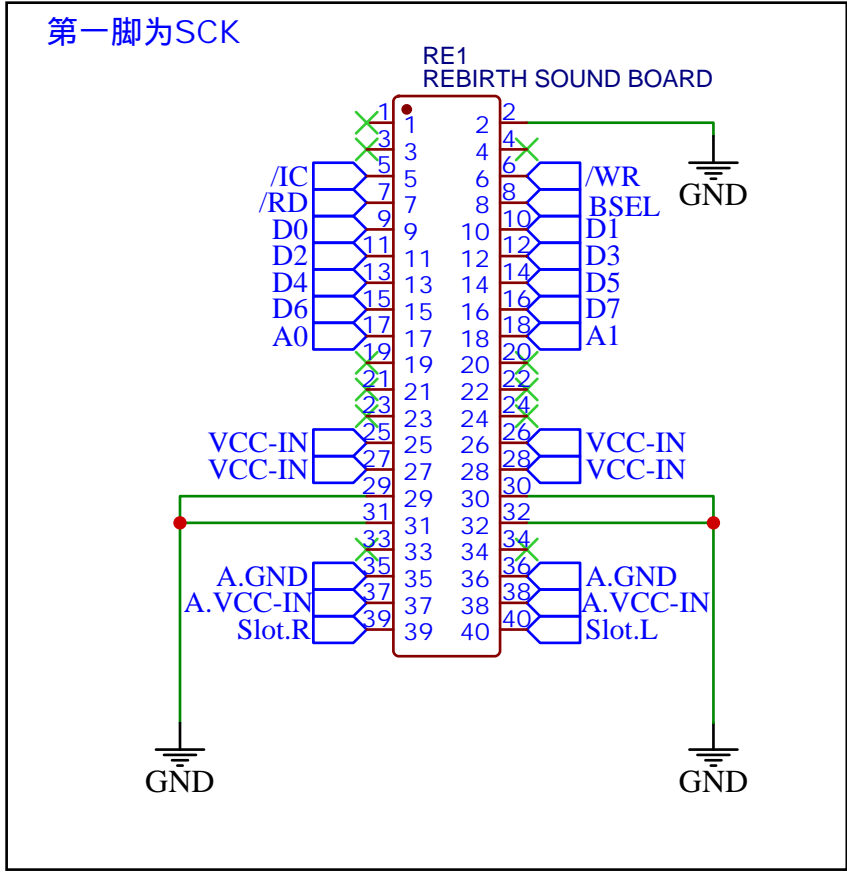 第一脚为SCK
RE1
REBIRTH SOUND BOARD
1 1 2 2
3 3 4 4
/IC 5 5 6 6 /WR
/RD 7 7 8 8 BSEL
D0 9 9 10 10 D1
D2 11 11 12 12 D3
D4 13 13 14 14 D5
D6 15 15 16 16 D7
A0 17 17 18 18 A1
19 19 20 20
21 21 22 22
23 23 24 24
VCC-IN 25 25 26 26 VCC-IN
VCC-IN 27 27 28 28 VCC-IN
29 29 30 30
31 31 32 32
33 33 34 34
A.GND 35 35 36 36 A.GND
A.VCC-IN 37 37 38 38 A.VCC-IN
Slot.R 39 39 40 40 Slot.L
GND
GND
GND